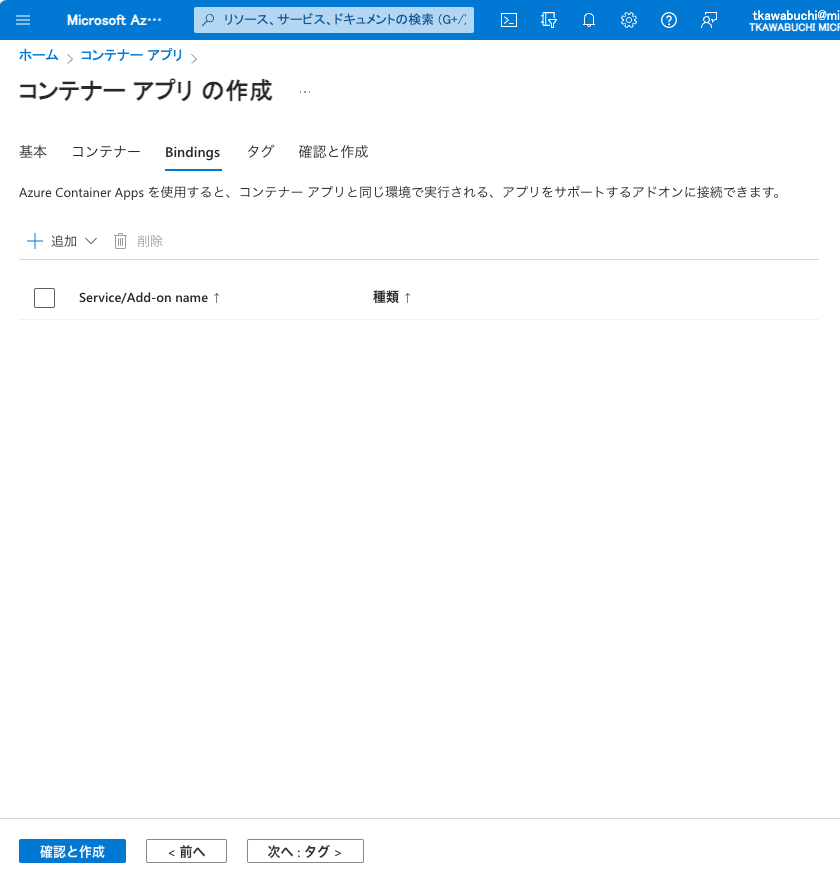 Microsoft Az···
リソース、サービス、ドキュメントの検索 (G+/)
tkawabuchi@mi
TKAWABUCHI MICR
ホーム > コンテナー アプリ >
コンテナー アプリ の作成 ...
基本 コンテナー Bindings タグ 確認と作成
Azure Container Apps を使用すると、コンテナー アプリと同じ環境で実行される、アプリをサポートするアドオンに接続できます。
追加 削除
Service/Add-on name ↑ 種類 ↑
確認と作成 < 前へ 次へ : タグ >